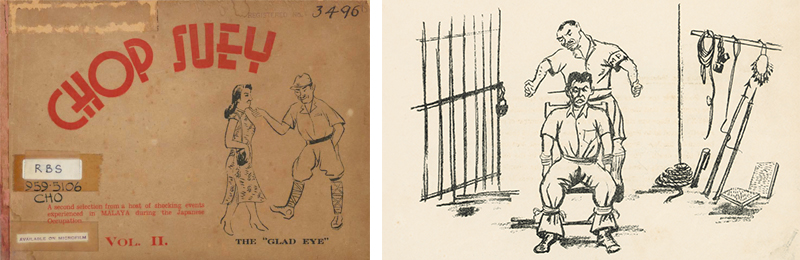 3496
CHOP SUEY
RBS
959·5106
CHO
A second selection from a host of shocking events
experienced in MALAYA during the Japanese
Occupation.
AVAILABLE ON MICROFILM
VOL. II.
THE "GLAD EYE"